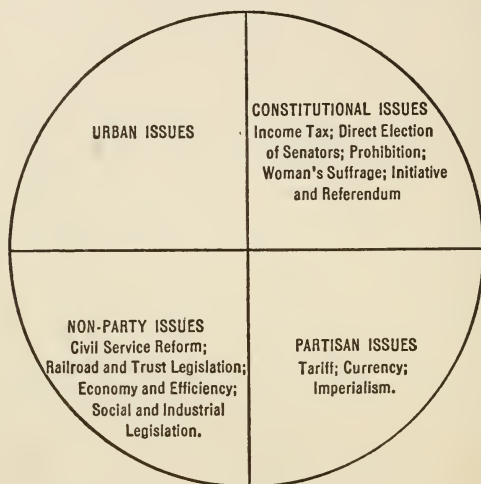 URBAN ISSUES
CONSTITUTIONAL ISSUES
Income Tax; Direct Election
of Senators; Prohibition;
Woman's Suffrage; Initiative
and Referendum
NON-PARTY ISSUES
Civil Service Reform;
Railroad and Trust Legislation;
Economy and Efficiency;
Social and Industrial
Legislation.
PARTISAN ISSUES
Tariff; Currency;
Imperialism.